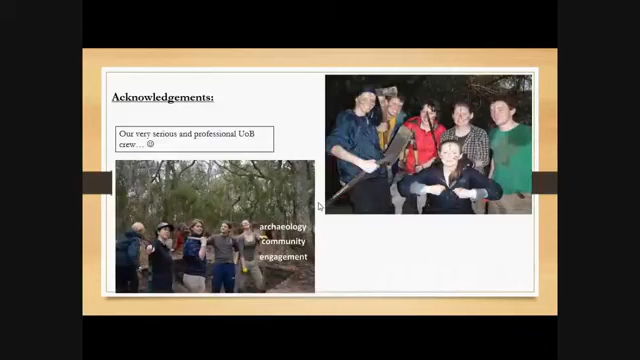 Acknowledgements:
Our very serious and professional UoB
crew… ☺
archaeology
community
engagement